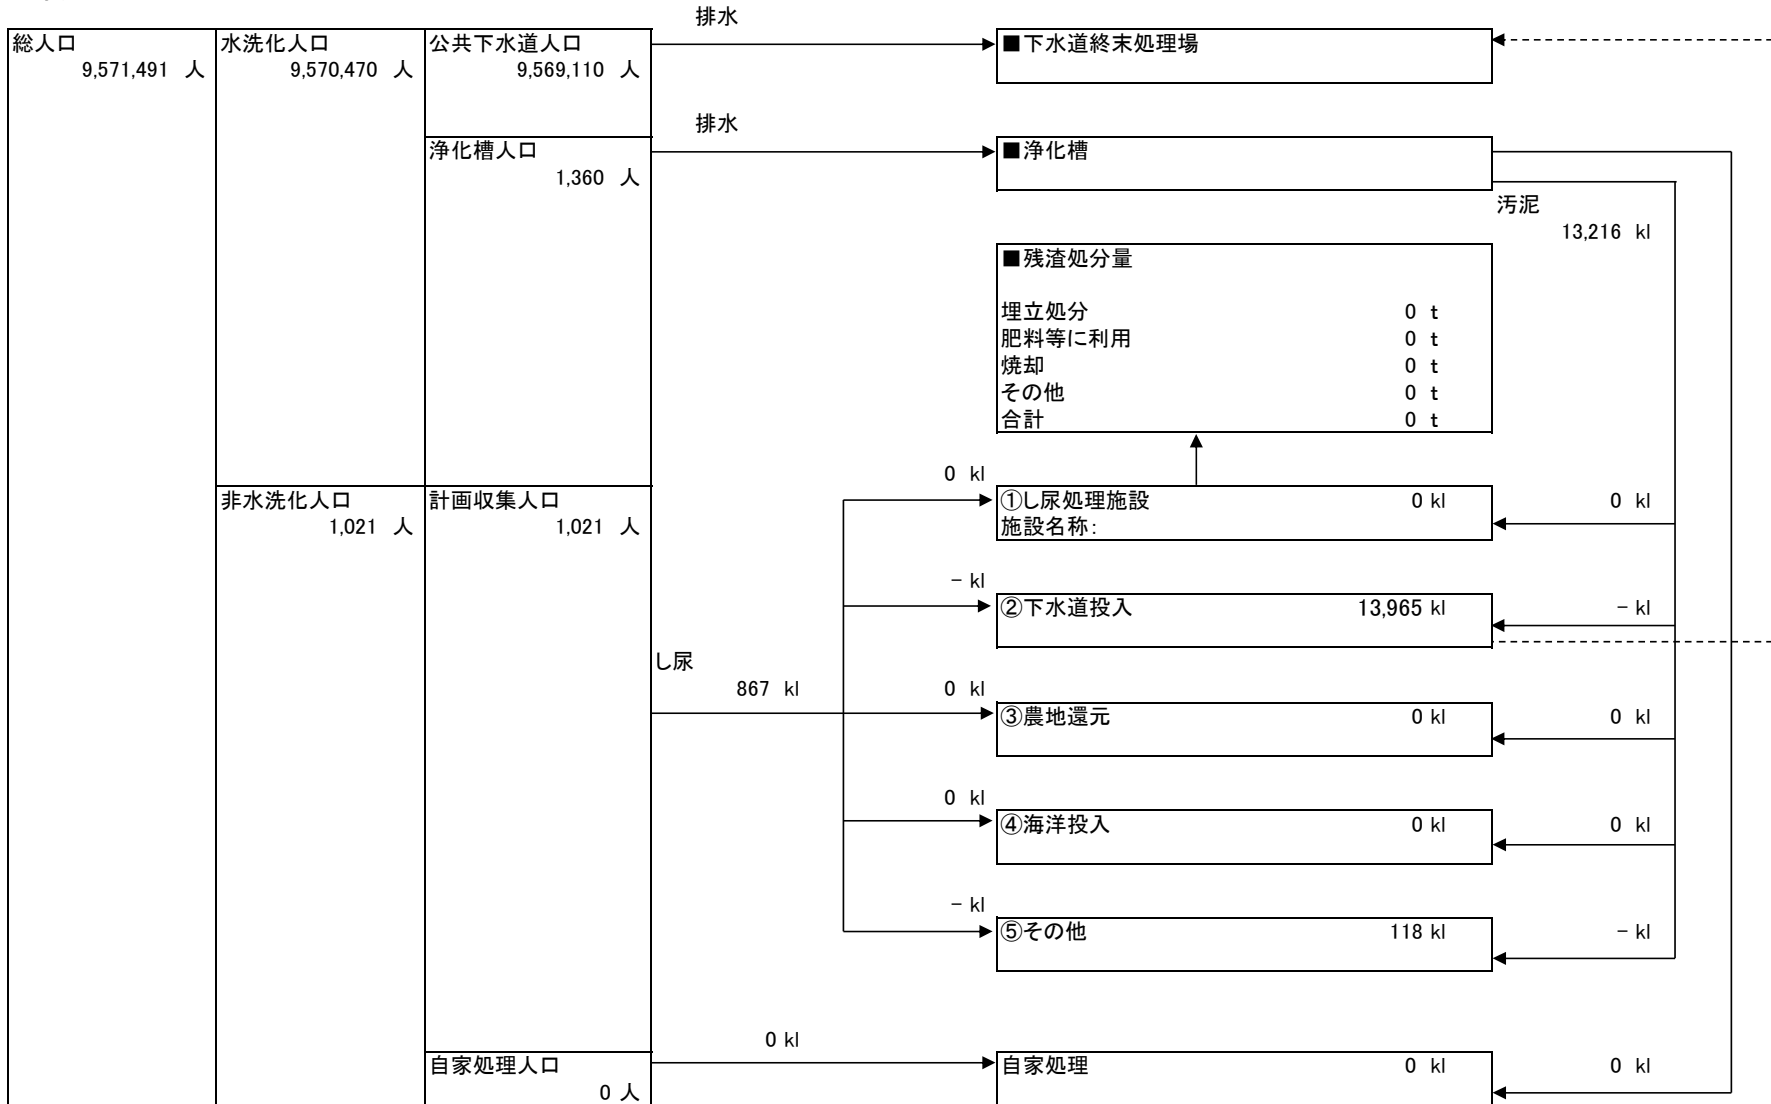 排水
総人口 水洗化人口 公共下水道人口 ■下水道終末処理場
9,571,491 人 9,570,470 人 9,569,110 人
排水
浄化槽人口 ■浄化槽
1,360 人
汚泥
13,216 kl
■残渣処分量
埋立処分 0 t
肥料等に利用 0 t
焼却 0 t
その他 0 t
合計 0 t
0 kl
非水洗化人口 計画収集人口 ①し尿処理施設 0 kl 0 kl
1,021 人 1,021 人 施設名称:
− kl
②下水道投入 13,965 kl − kl
し尿
867 kl 0 kl
③農地還元 0 kl 0 kl
0 kl
④海洋投入 0 kl 0 kl
− kl
⑤その他 118 kl − kl
0 kl
自家処理人口 自家処理 0 kl 0 kl
0 人